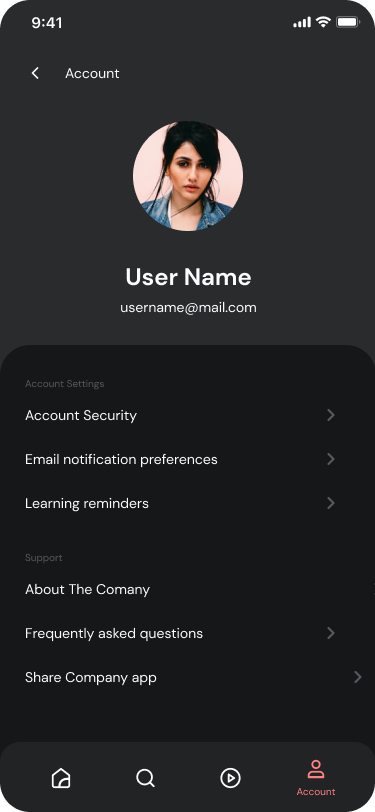 9:41
Account
User Name
username@mail.com
Account Settings
Account Security
Email notification preferences
Learning reminders
Support
About The Comany
Frequently asked questions
Share Company app
Account